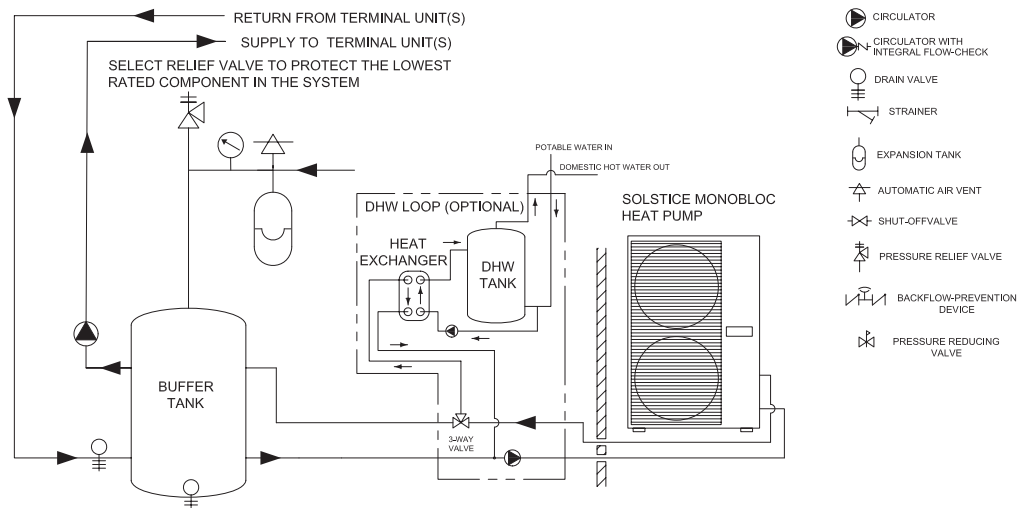 RETURN FROM TERMINAL UNIT(S)
SUPPLY TO TERMINAL UNIT(S)
SELECT RELIEF VALVE TO PROTECT THE LOWEST
RATED COMPONENT IN THE SYSTEM
POTABLE WATER IN
DOMESTIC HOT WATER OUT
DHW LOOP (OPTIONAL)
HEAT
EXCHANGER
DHW
TANK
SOLSTICE MONOBLOC
HEAT PUMP
BUFFER
TANK
3-WAY
VALVE
CIRCULATOR
CIRCULATOR WITH
INTEGRAL FLOW-CHECK
DRAIN VALVE
STRAINER
EXPANSION TANK
AUTOMATIC AIR VENT
SHUT-OFFVALVE
PRESSURE RELIEF VALVE
BACKFLOW-PREVENTION
DEVICE
PRESSURE REDUCING
VALVE